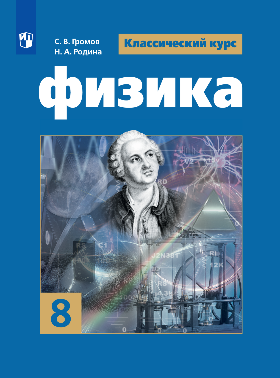 С. В. Громов
Н. А. Родина
Классический курс
физика
8